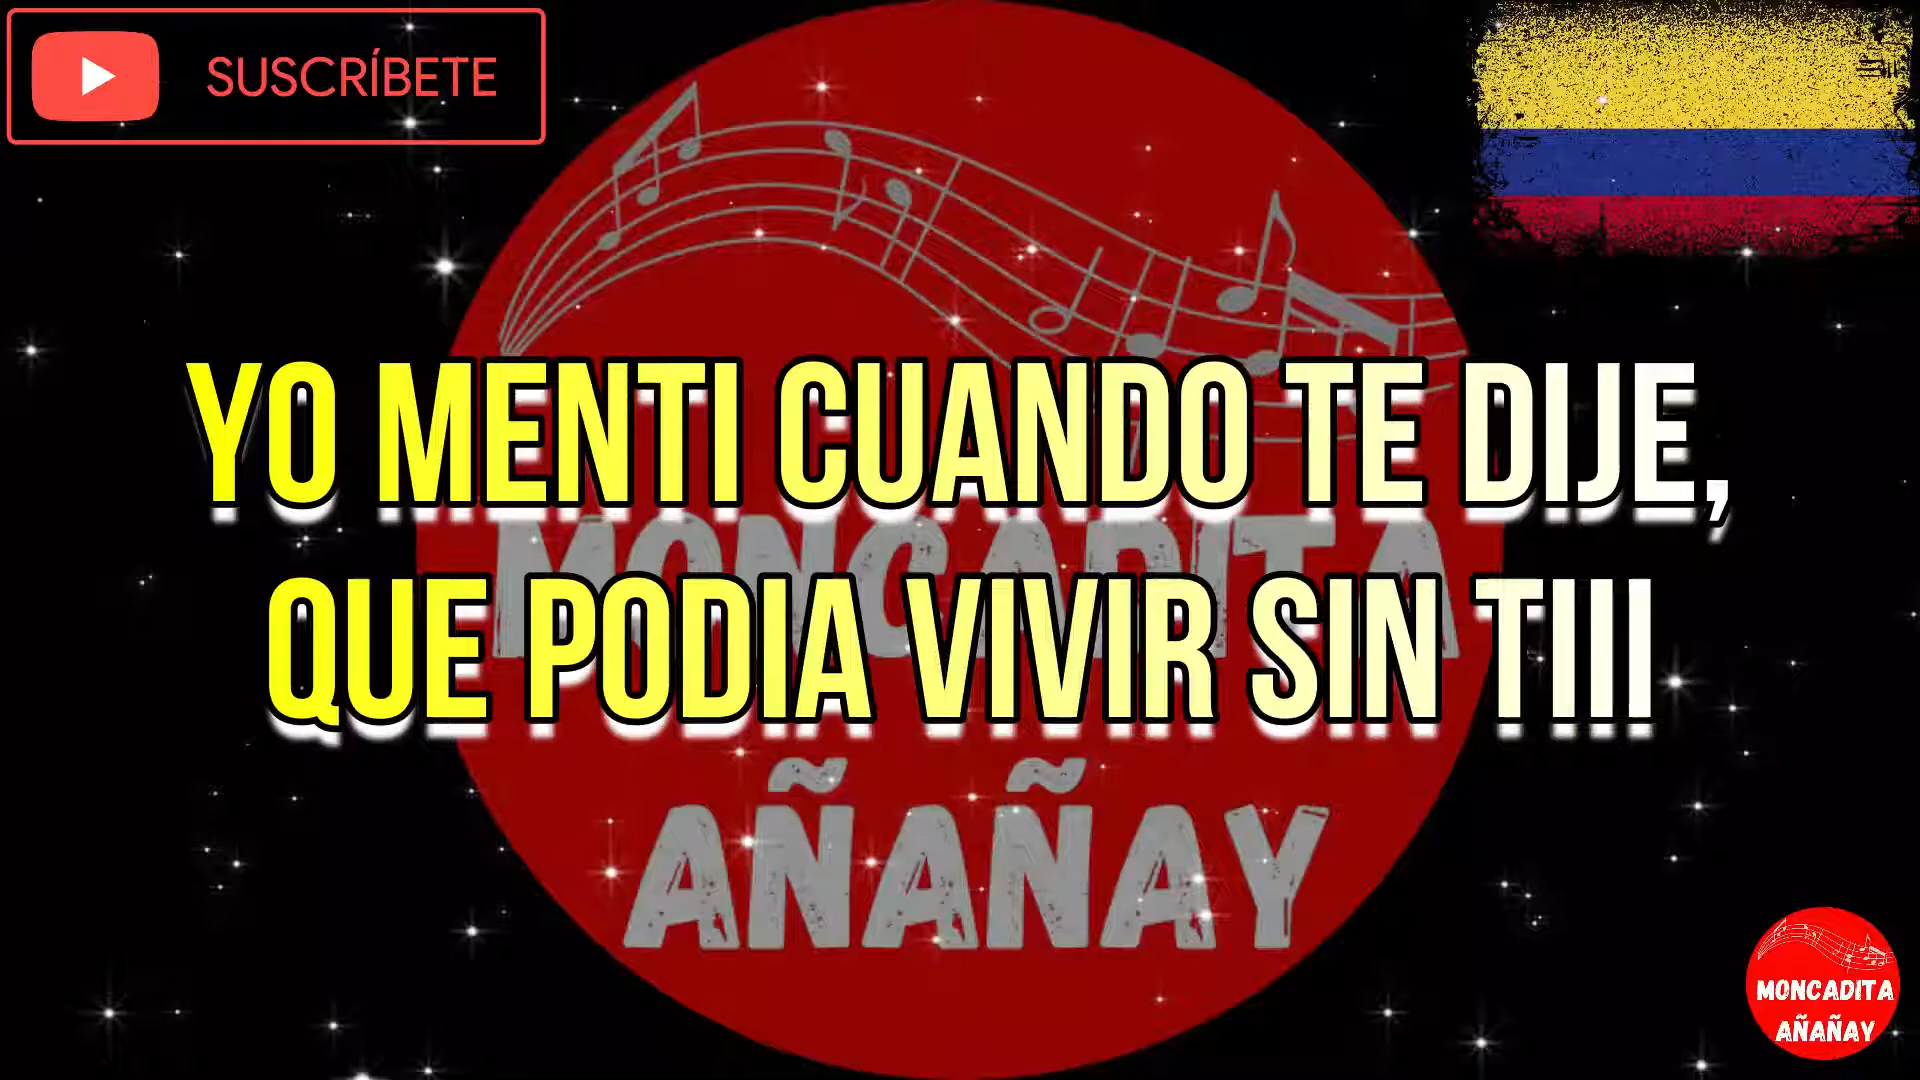 SUSCRÍBETE
YO MENTI CUANDO TE DIJE,
MONCADITA
QUE PODIA VIVIR SIN TIII
AÑAÑAY
MONCADITA
AÑAÑAY